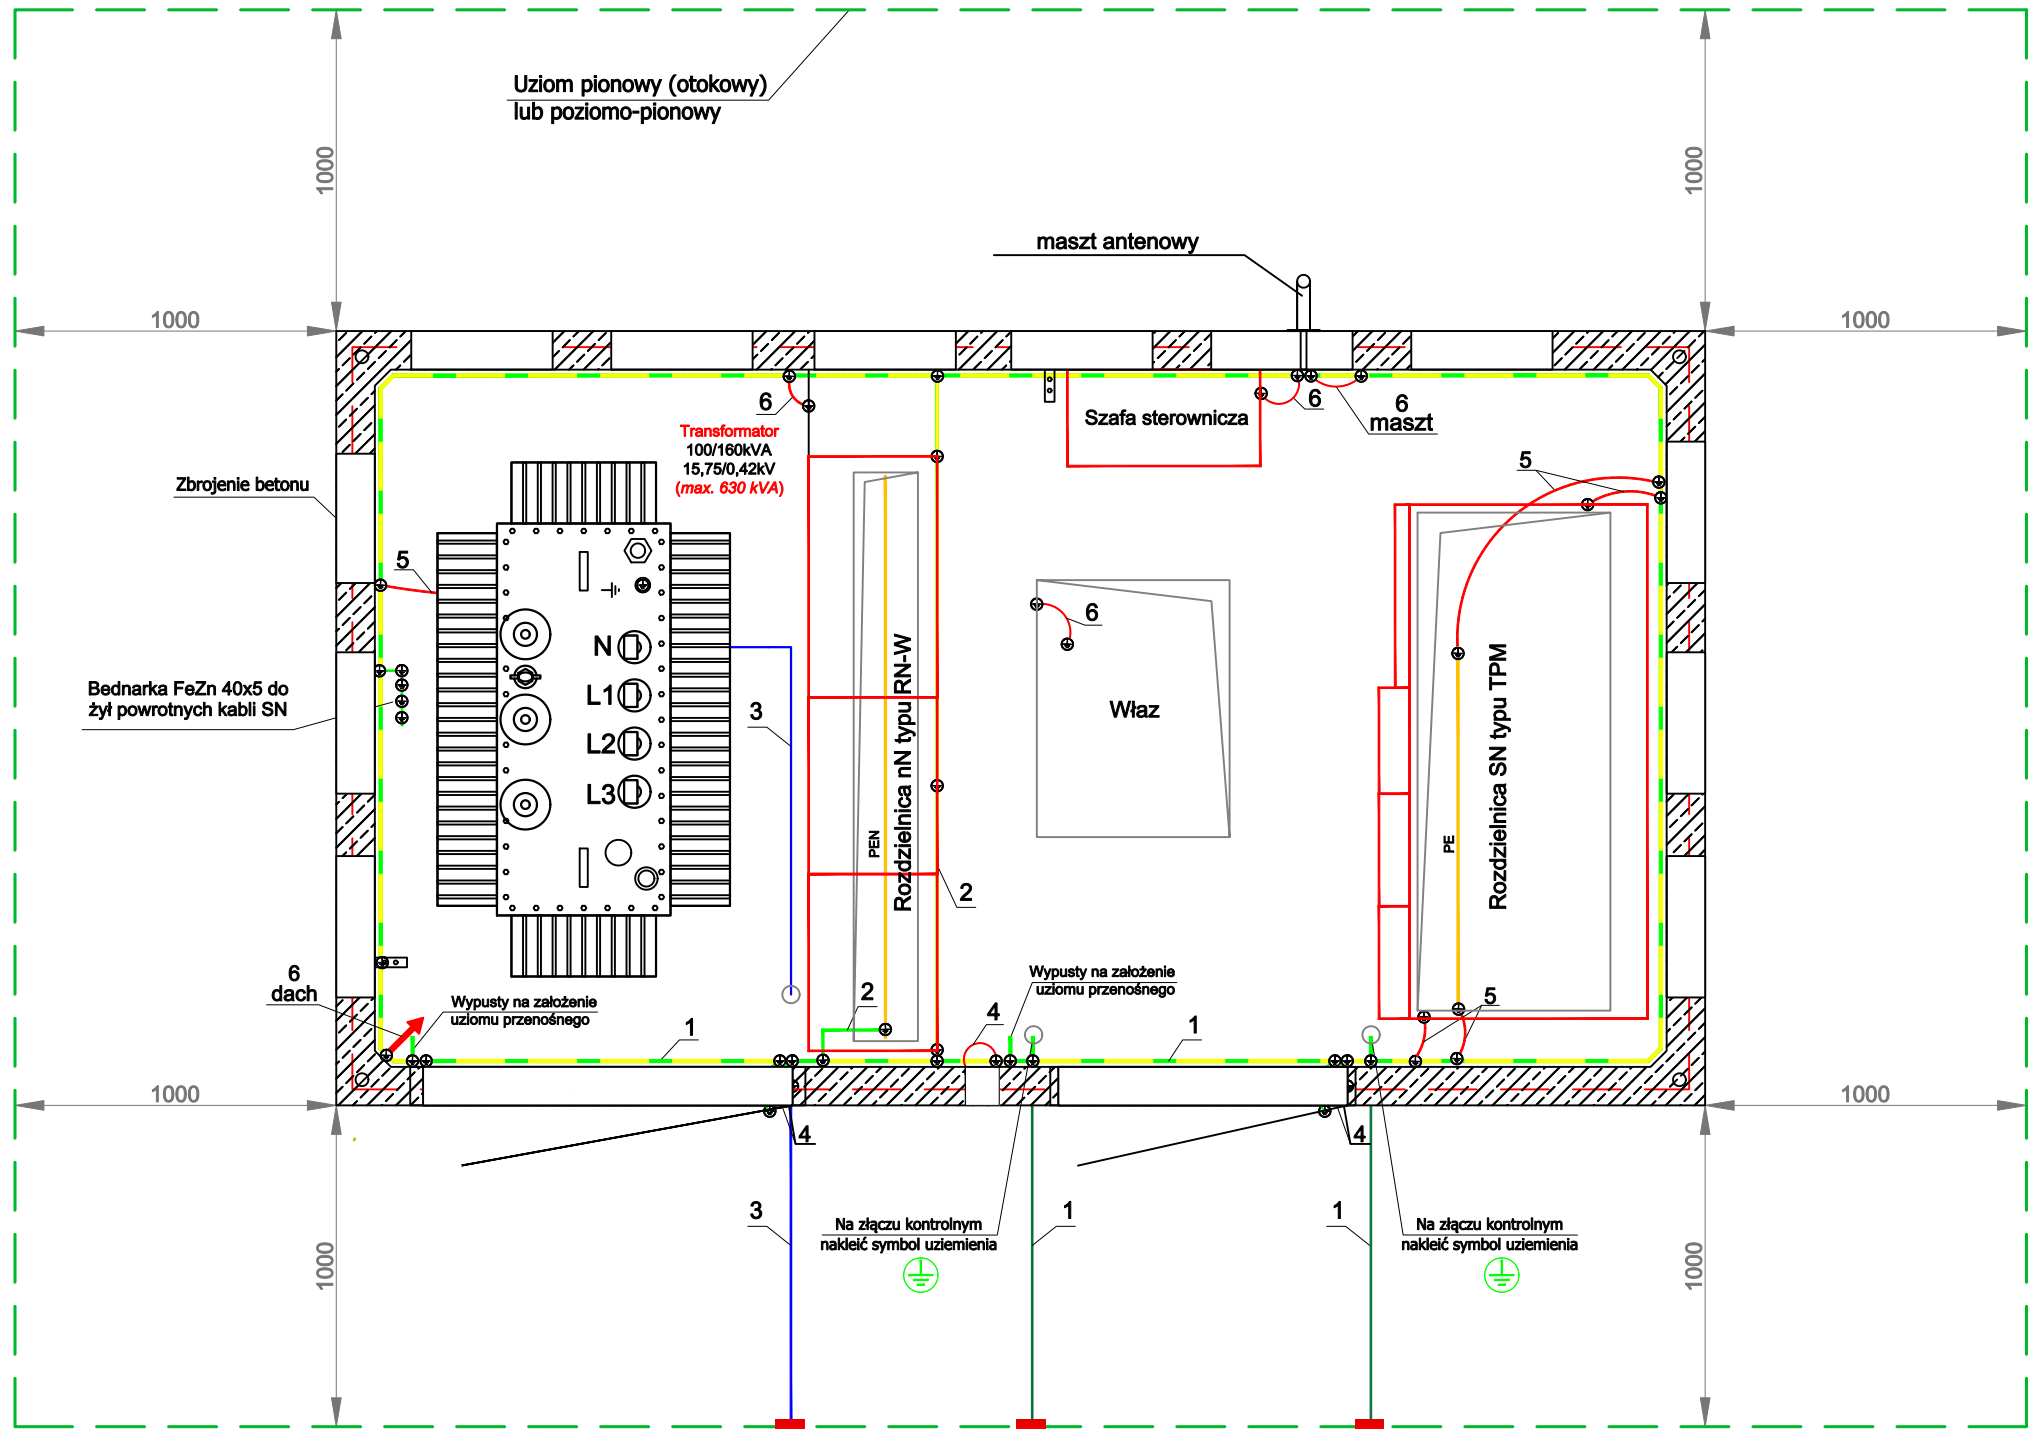 Uziom pionowy (otokowy)
lub poziomo-pionowy
1000
1000
maszt antenowy
1000
1000
6
Transformator
100/160kVA
15,75/0,42kV
(max. 630 kVA)
Szafa sterownicza
6
6
maszt
5
Zbrojenie betonu
5
N
L1
L2
L3
6
Właz
3
Bednarka FeZn 40x5 do
żył powrotnych kabli SN
PEN
Rozdzielnica nN typu RN-W
2
PE
Rozdzielnica SN typu TPM
6
dach
Wypusty na założenie
uziomu przenośnego
2
Wypusty na założenie
uziomu przenośnego
4
5
1
1
1000
1000
4
4
3
1
1
Na złączu kontrolnym
nakleić symbol uziemienia
Na złączu kontrolnym
nakleić symbol uziemienia
1000
1000